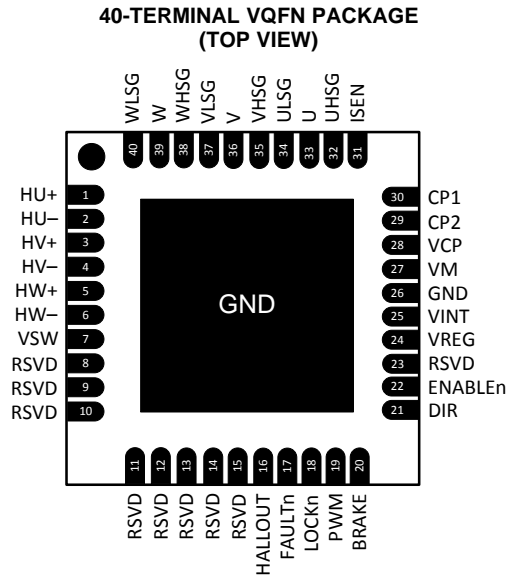 40-TERMINAL VQFN PACKAGE
(TOP VIEW)
WLSG
W
WHSG
VLSG
V
VHSG
ULSG
U
UHSG
ISEN
40
39
38
37
36
35
34
33
32
31
HU+ 1
HU– 2
HV+ 3
HV– 4
HW+ 5
HW– 6
VSW 7
RSVD 8
RSVD 9
RSVD 10
GND
30 CP1
29 CP2
28 VCP
27 VM
26 GND
25 VINT
24 VREG
23 RSVD
22 ENABLEn
21 DIR
11
12
13
14
15
16
17
18
19
20
RSVD
RSVD
RSVD
RSVD
RSVD
HALLOUT
FAULTn
LOCKn
PWM
BRAKE